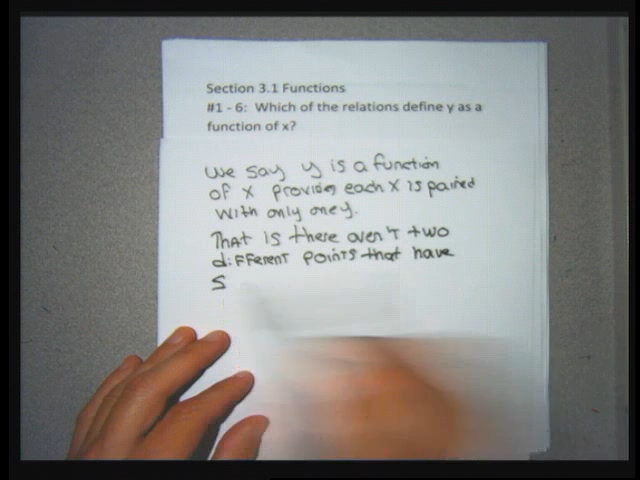 Section 3.1 Functions
#1 - 6: Which of the relations define y as a
function of x?
We say y is a function
of x providing each x is paired
with only one y.
That is there aren't two
different points that have
s